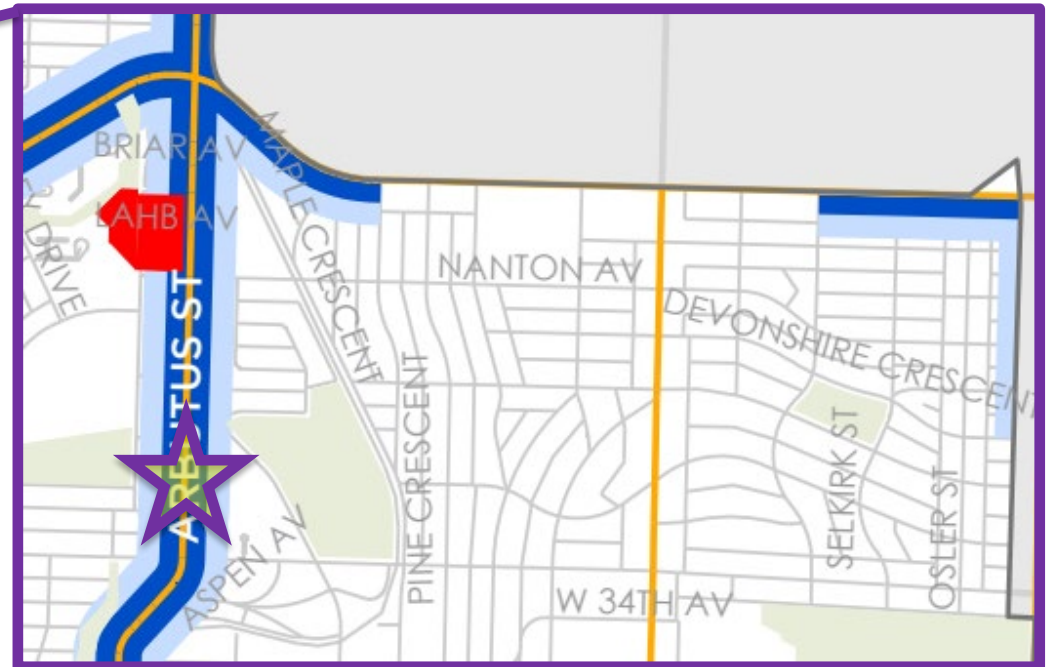 BRIAR AV
MAPLE CRESCENT
LAHB AV
DRIVE
NANTON AV
DEVONSHIRE CRESCENT
ARBUTUS ST
PINE CRESCENT
SELKIRK ST
OSLER ST
ASPEN AV
W 34TH AV